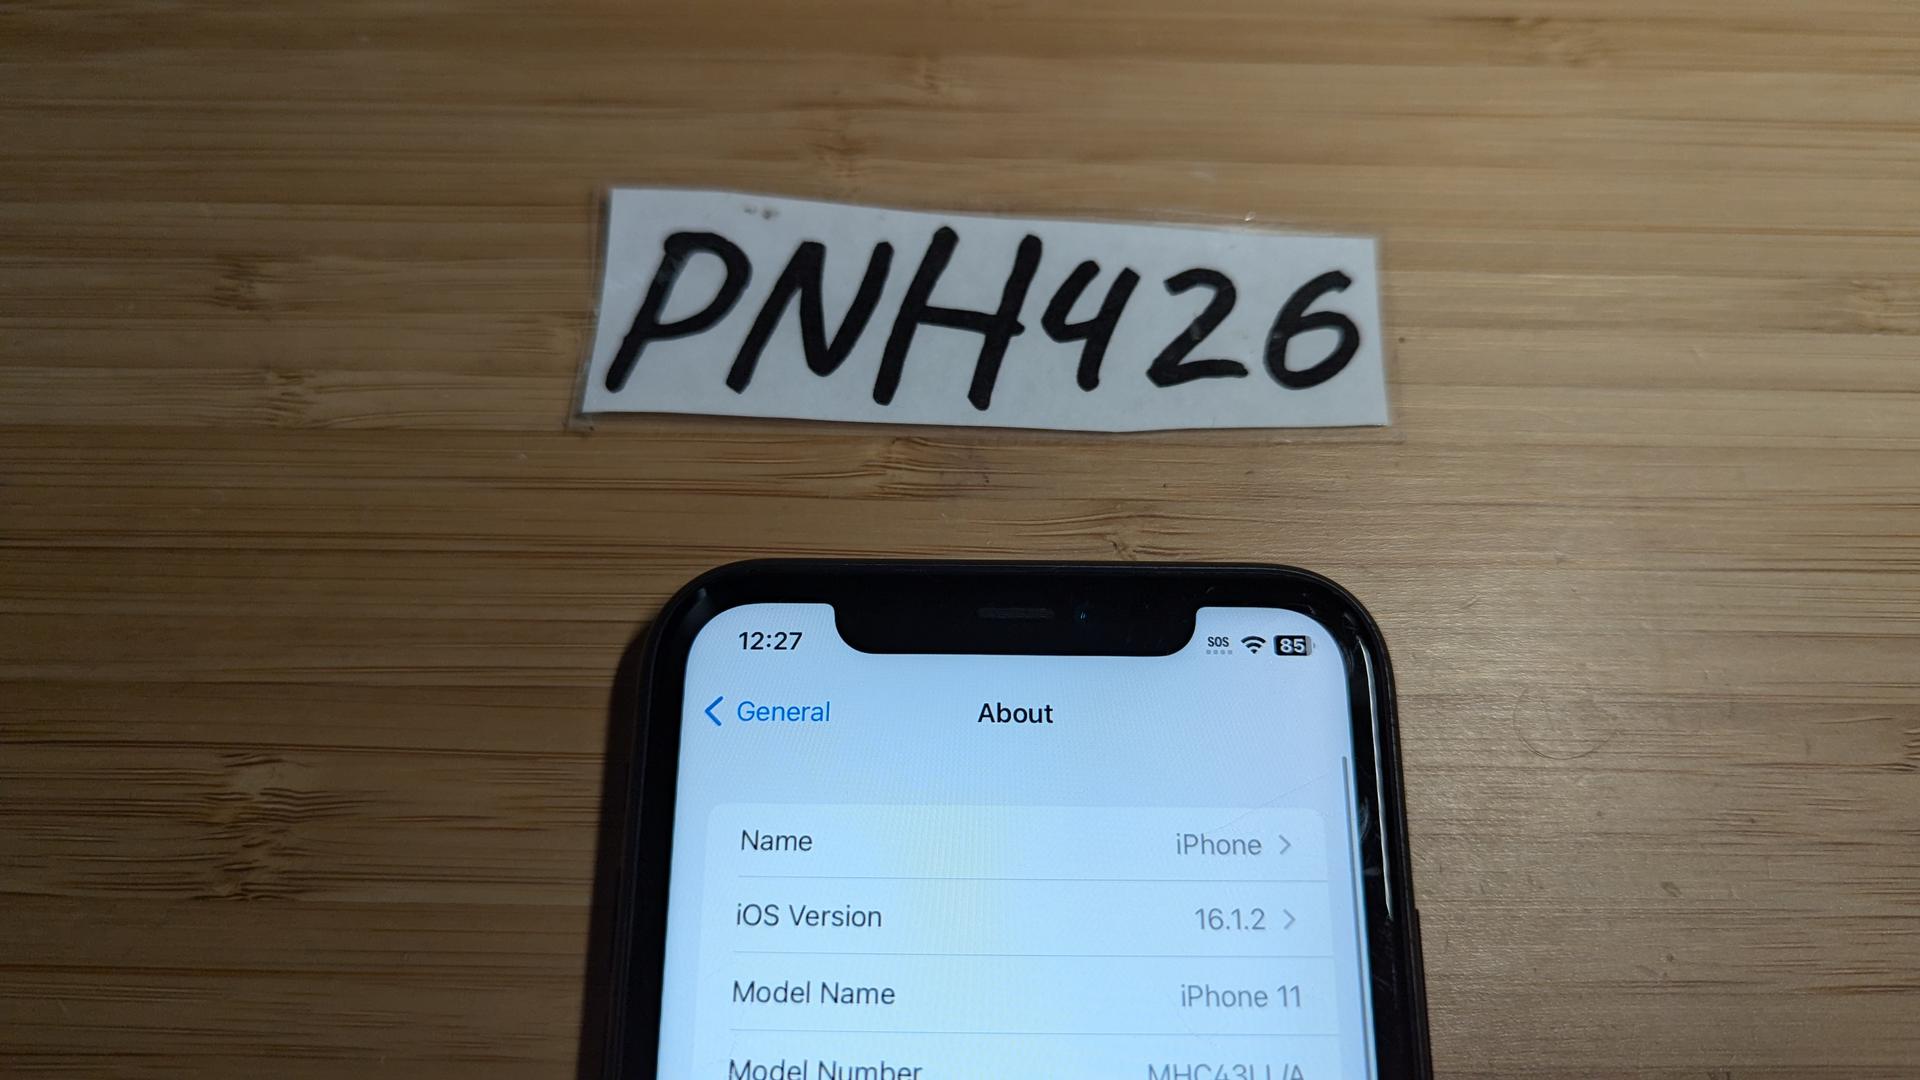 PNH426
12:27 SOS 85
General About
Name iPhone
iOS Version 16.1.2
Model Name iPhone 11
Model Number MHC43LL/A